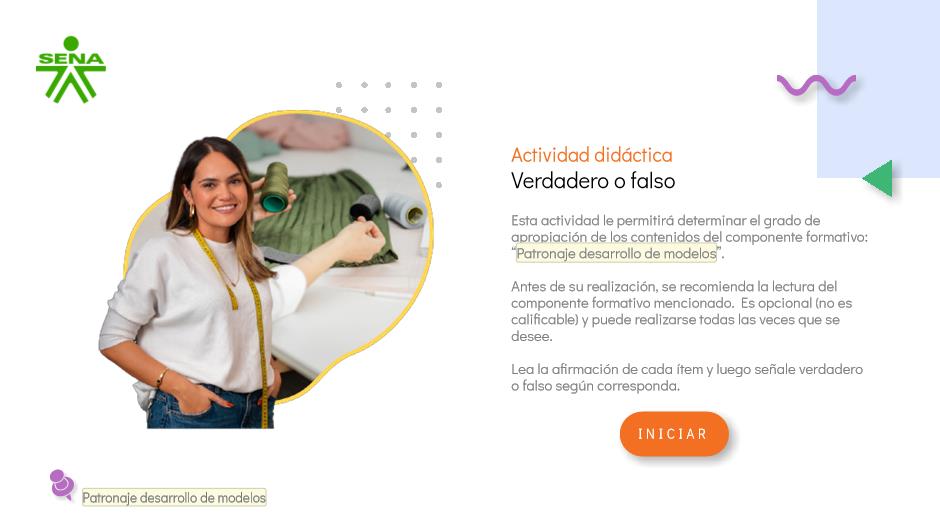 SENA
Actividad didáctica
Verdadero o falso
Esta actividad le permitirá determinar el grado de
apropiación de los contenidos del componente formativo:
“Patronaje desarrollo de modelos”.
Antes de su realización, se recomienda la lectura del
componente formativo mencionado. Es opcional (no es
calificable) y puede realizarse todas las veces que se
desee.
Lea la afirmación de cada ítem y luego señale verdadero
o falso según corresponda.
INICIAR
Patronaje desarrollo de modelos